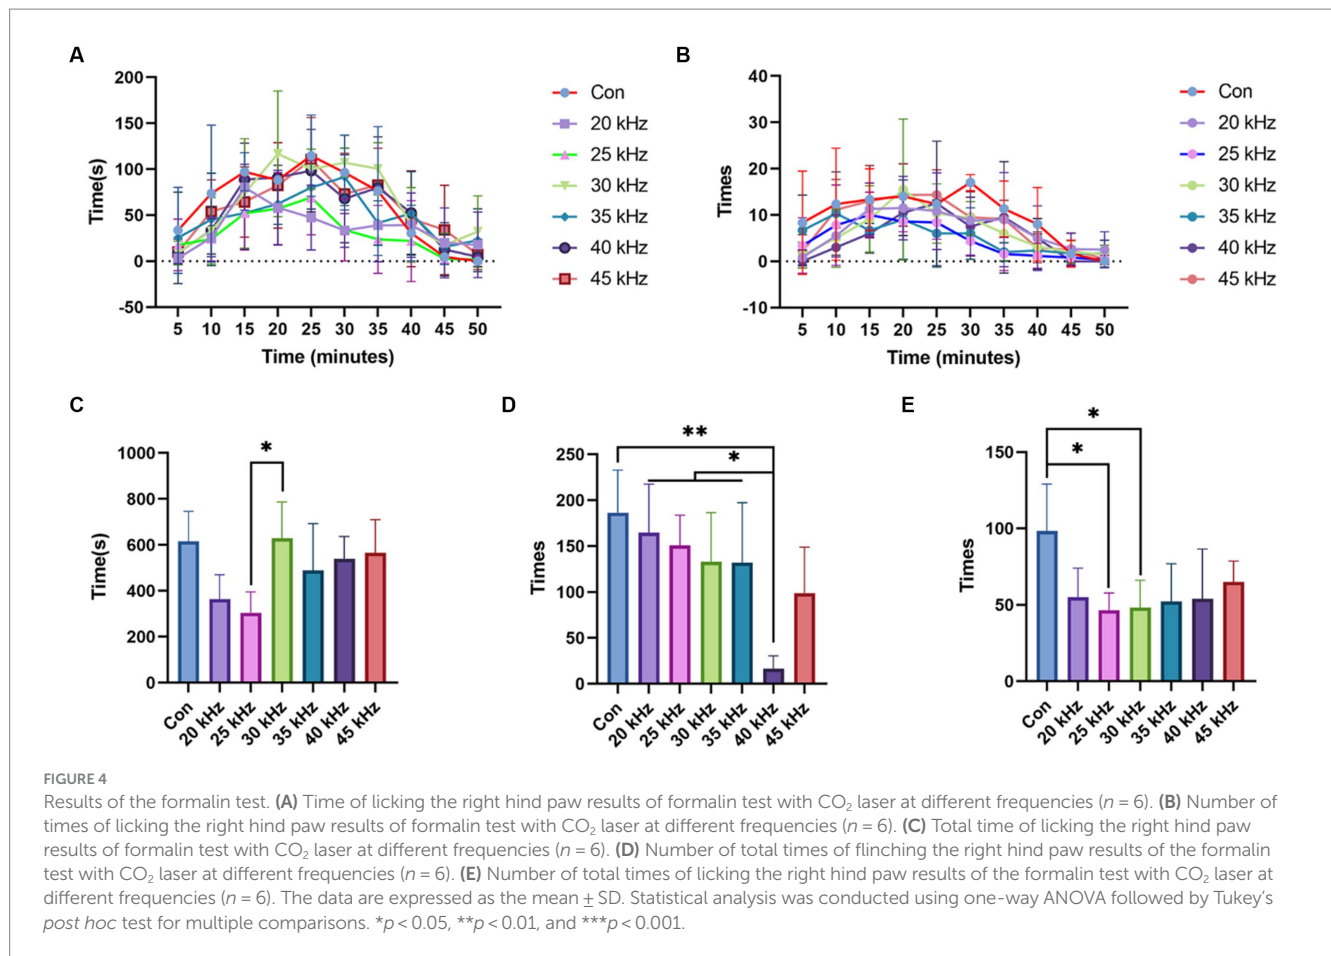 A
200
150
100
50
0
-50
Time(s)
5 10 15 20 25 30 35 40 45 50
Time (minutes)
Con
20 kHz
25 kHz
30 kHz
35 kHz
40 kHz
45 kHz
B
40
30
20
10
0
-10
Times
5 10 15 20 25 30 35 40 45 50
Time (minutes)
Con
20 kHz
25 kHz
30 kHz
35 kHz
40 kHz
45 kHz
C
1000
800
600
400
200
0
Time(s)
*
Con 20 kHz 25 kHz 30 kHz 35 kHz 40 kHz 45 kHz
D
250
200
150
100
50
0
Times
**
*
Con 20 kHz 25 kHz 30 kHz 35 kHz 40 kHz 45 kHz
E
150
100
50
0
Times
*
*
Con 20 kHz 25 kHz 30 kHz 35 kHz 40 kHz 45 kHz
FIGURE 4
Results of the formalin test. (A) Time of licking the right hind paw results of formalin test with CO₂ laser at different frequencies (n = 6). (B) Number of
times of licking the right hind paw results of formalin test with CO₂ laser at different frequencies (n = 6). (C) Total time of licking the right hind paw
results of formalin test with CO₂ laser at different frequencies (n = 6). (D) Number of total times of flinching the right hind paw results of the formalin
test with CO₂ laser at different frequencies (n = 6). (E) Number of total times of licking the right hind paw results of the formalin test with CO₂ laser at
different frequencies (n = 6). The data are expressed as the mean ± SD. Statistical analysis was conducted using one-way ANOVA followed by Tukey's
post hoc test for multiple comparisons. *p < 0.05, **p < 0.01, and ***p < 0.001.